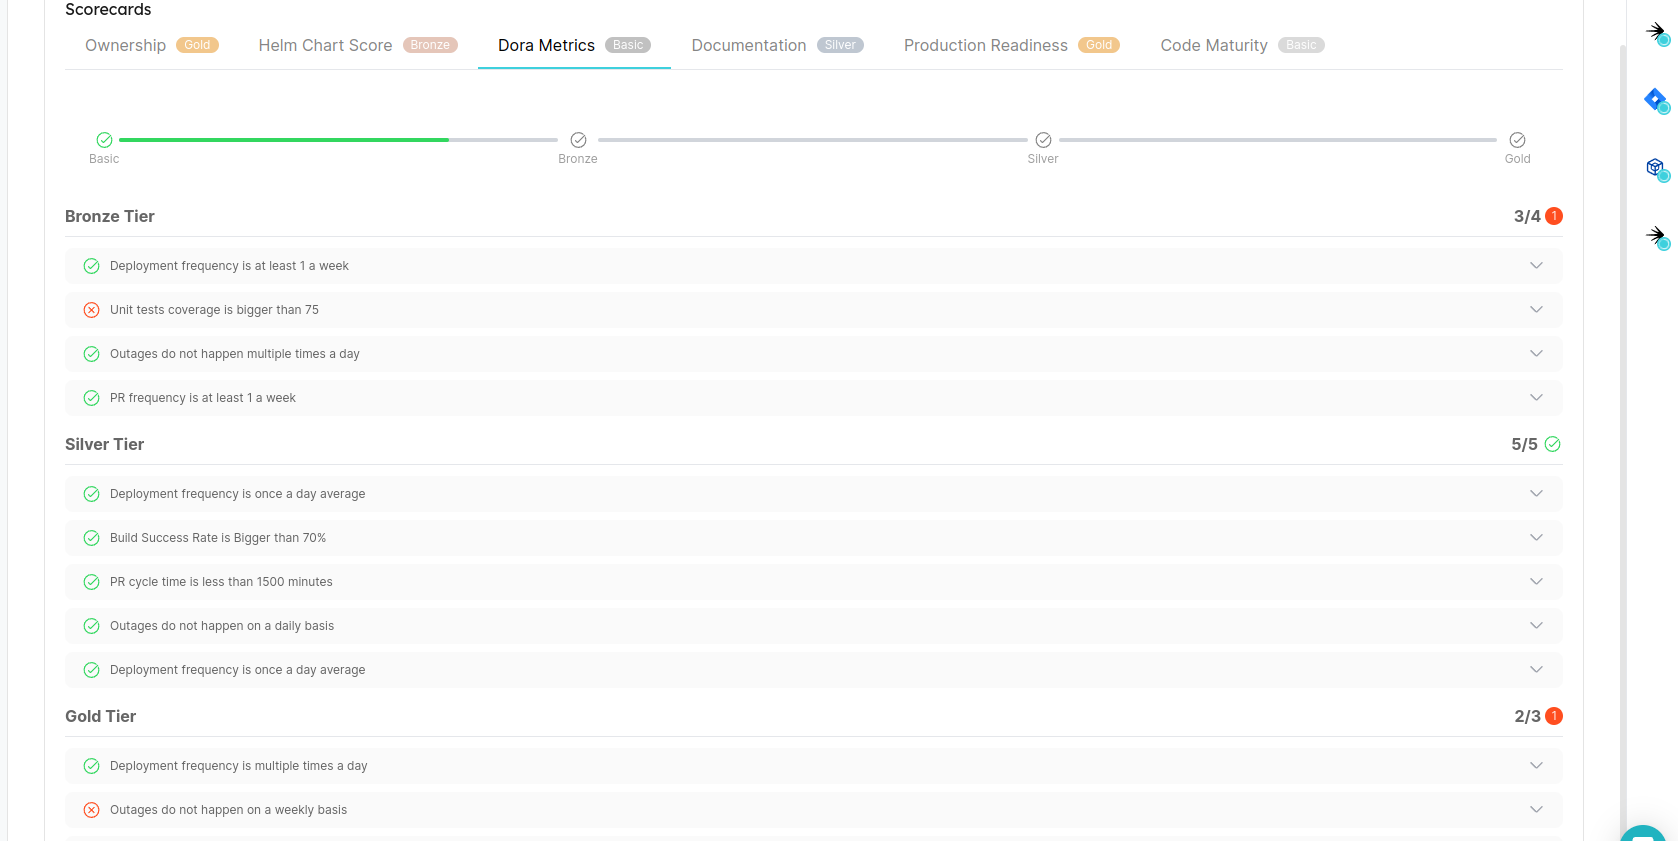 Scorecards
Ownership Gold Helm Chart Score Bronze Dora Metrics Basic Documentation Silver Production Readiness Gold Code Maturity Basic
Basic Bronze Silver Gold
Bronze Tier 3/4 1
Deployment frequency is at least 1 a week
Unit tests coverage is bigger than 75
Outages do not happen multiple times a day
PR frequency is at least 1 a week
Silver Tier 5/5
Deployment frequency is once a day average
Build Success Rate is Bigger than 70%
PR cycle time is less than 1500 minutes
Outages do not happen on a daily basis
Deployment frequency is once a day average
Gold Tier 2/3 1
Deployment frequency is multiple times a day
Outages do not happen on a weekly basis